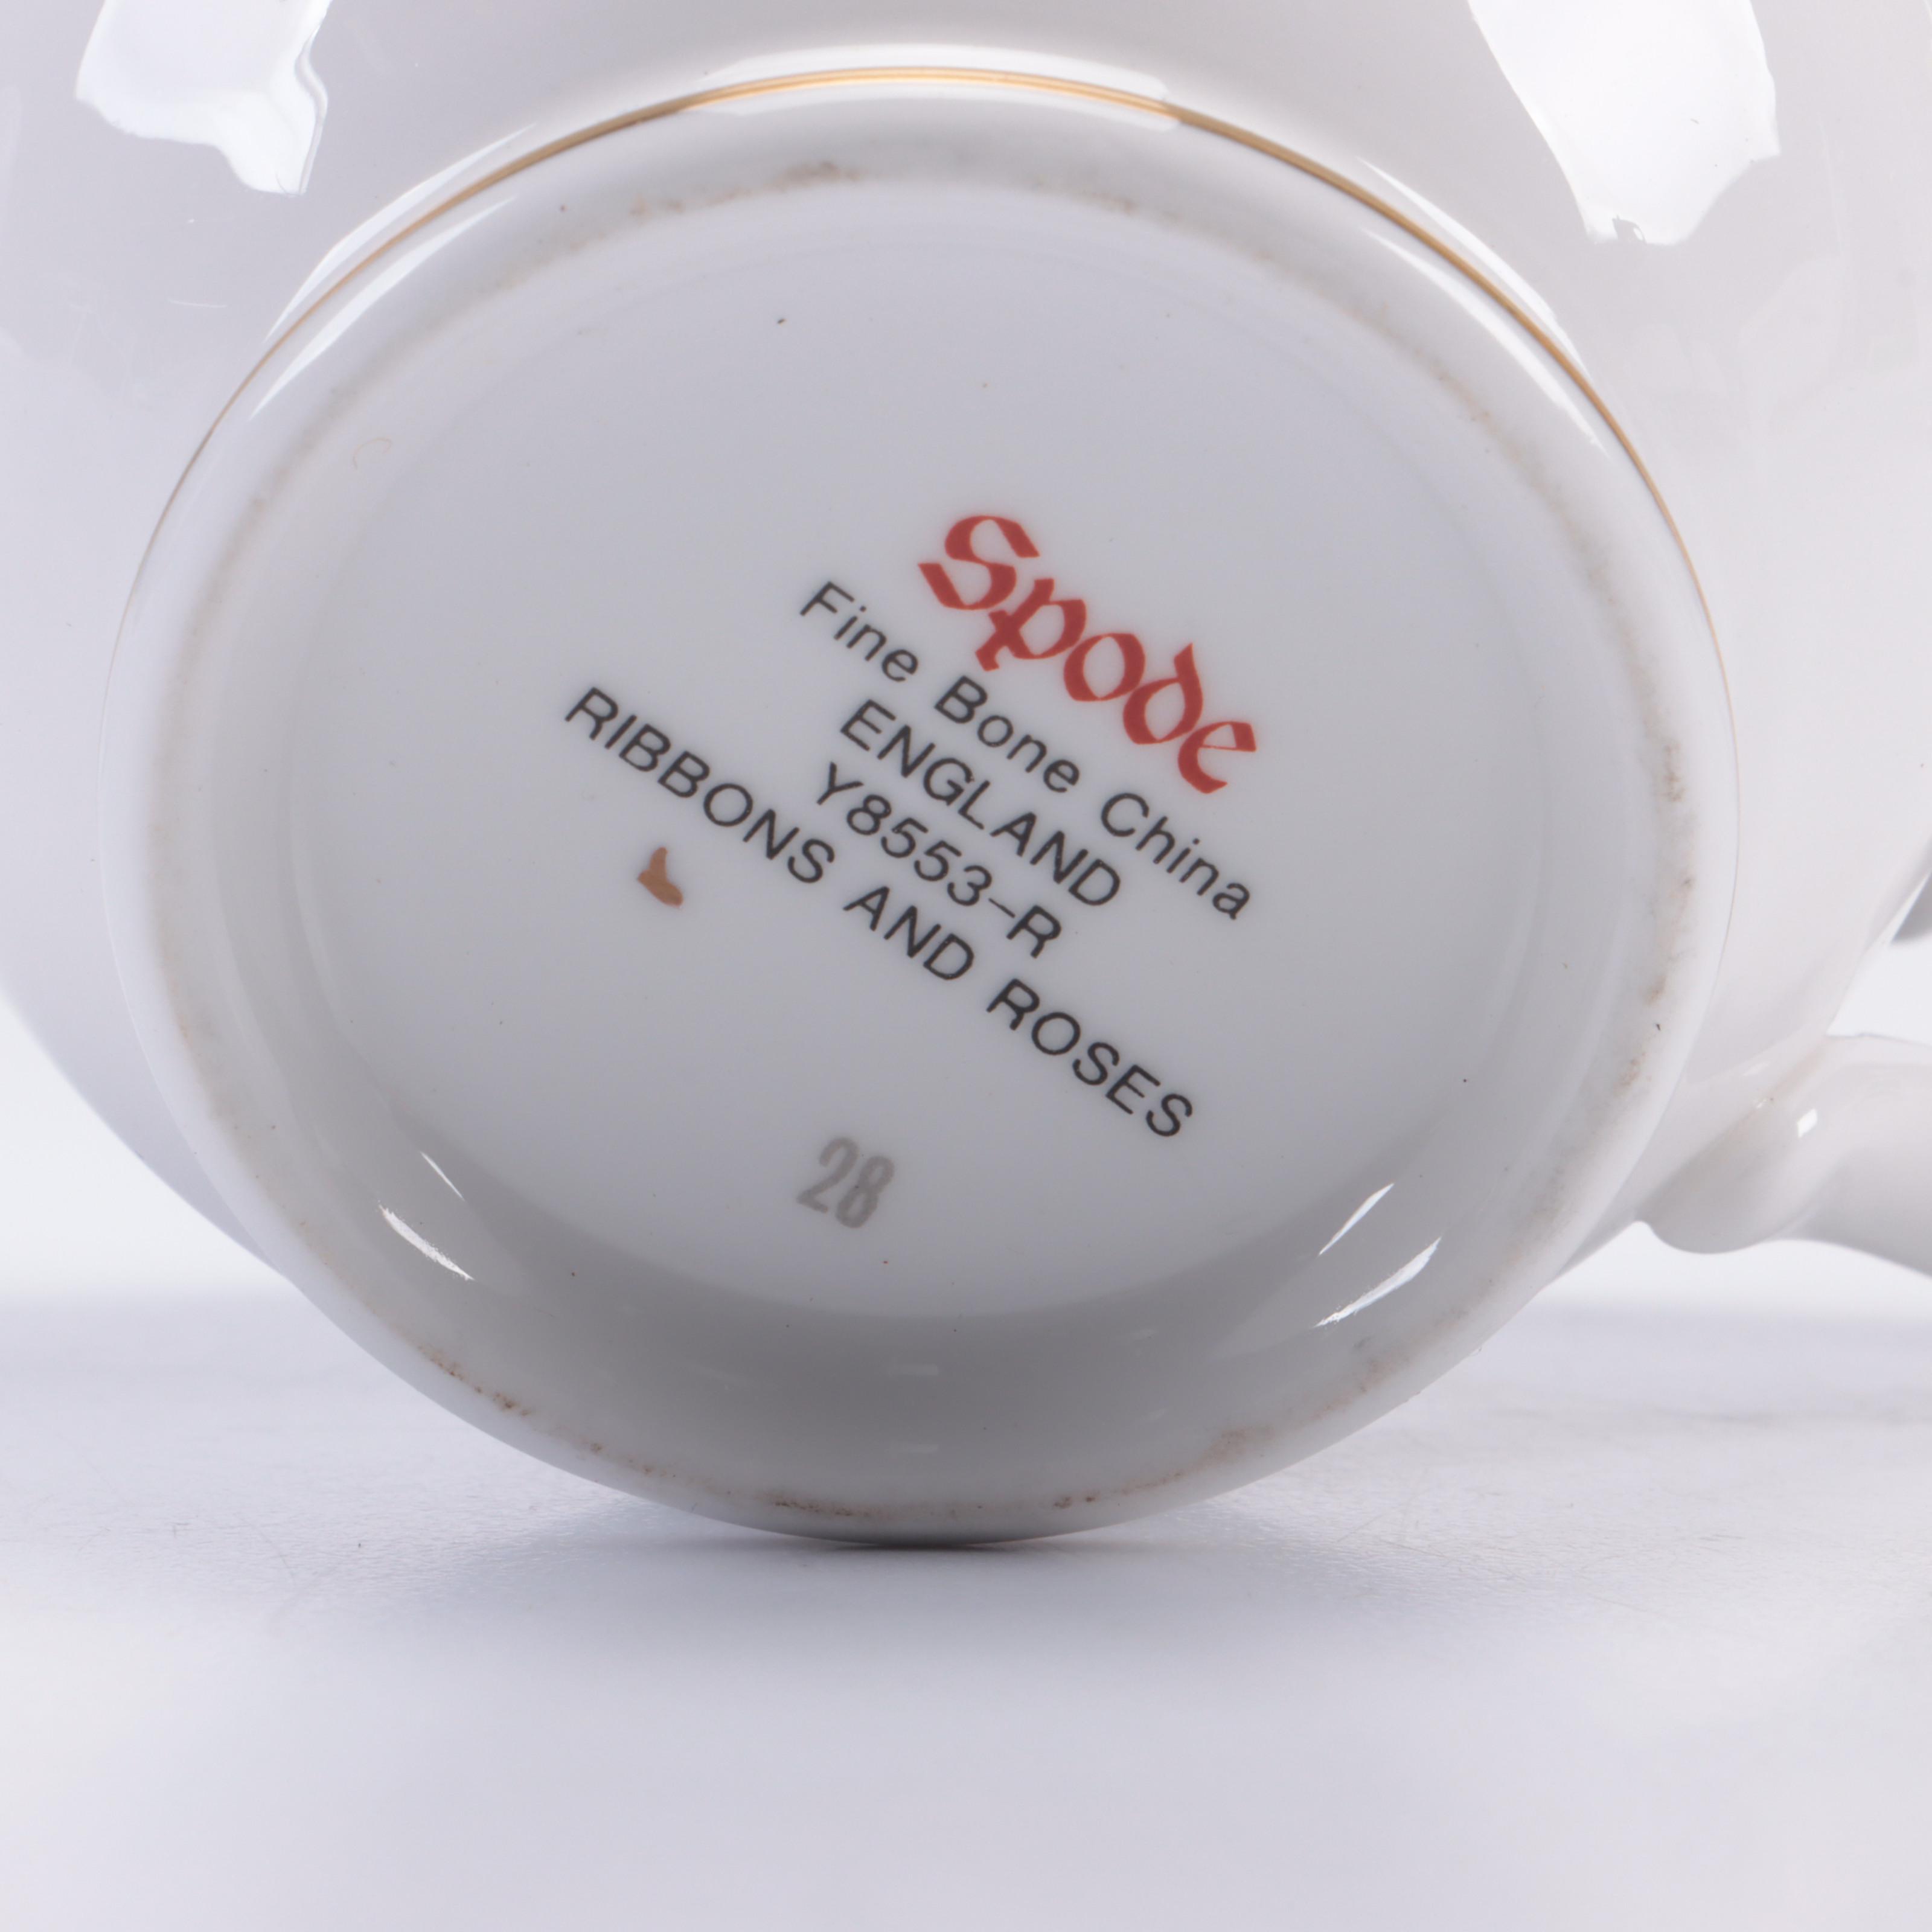 Spode
Fine Bone China
ENGLAND
Y8553-R
RIBBONS AND ROSES
28